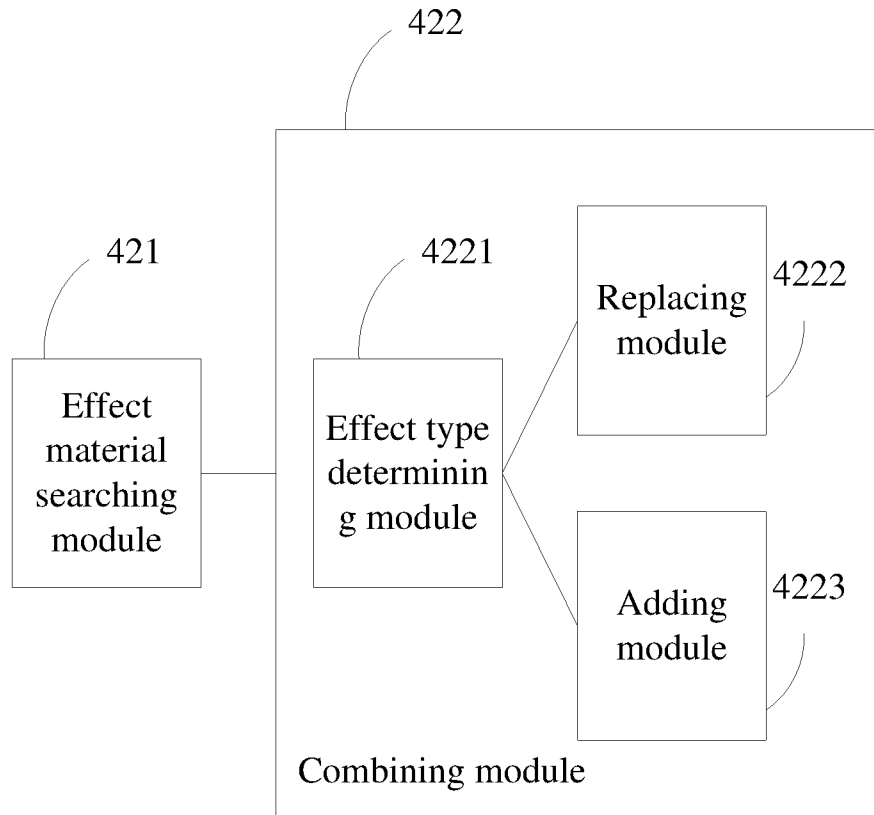 422
421
Effect
material
searching
module
4221
Effect type
determinin
g module
4222
Replacing
module
4223
Adding
module
Combining module